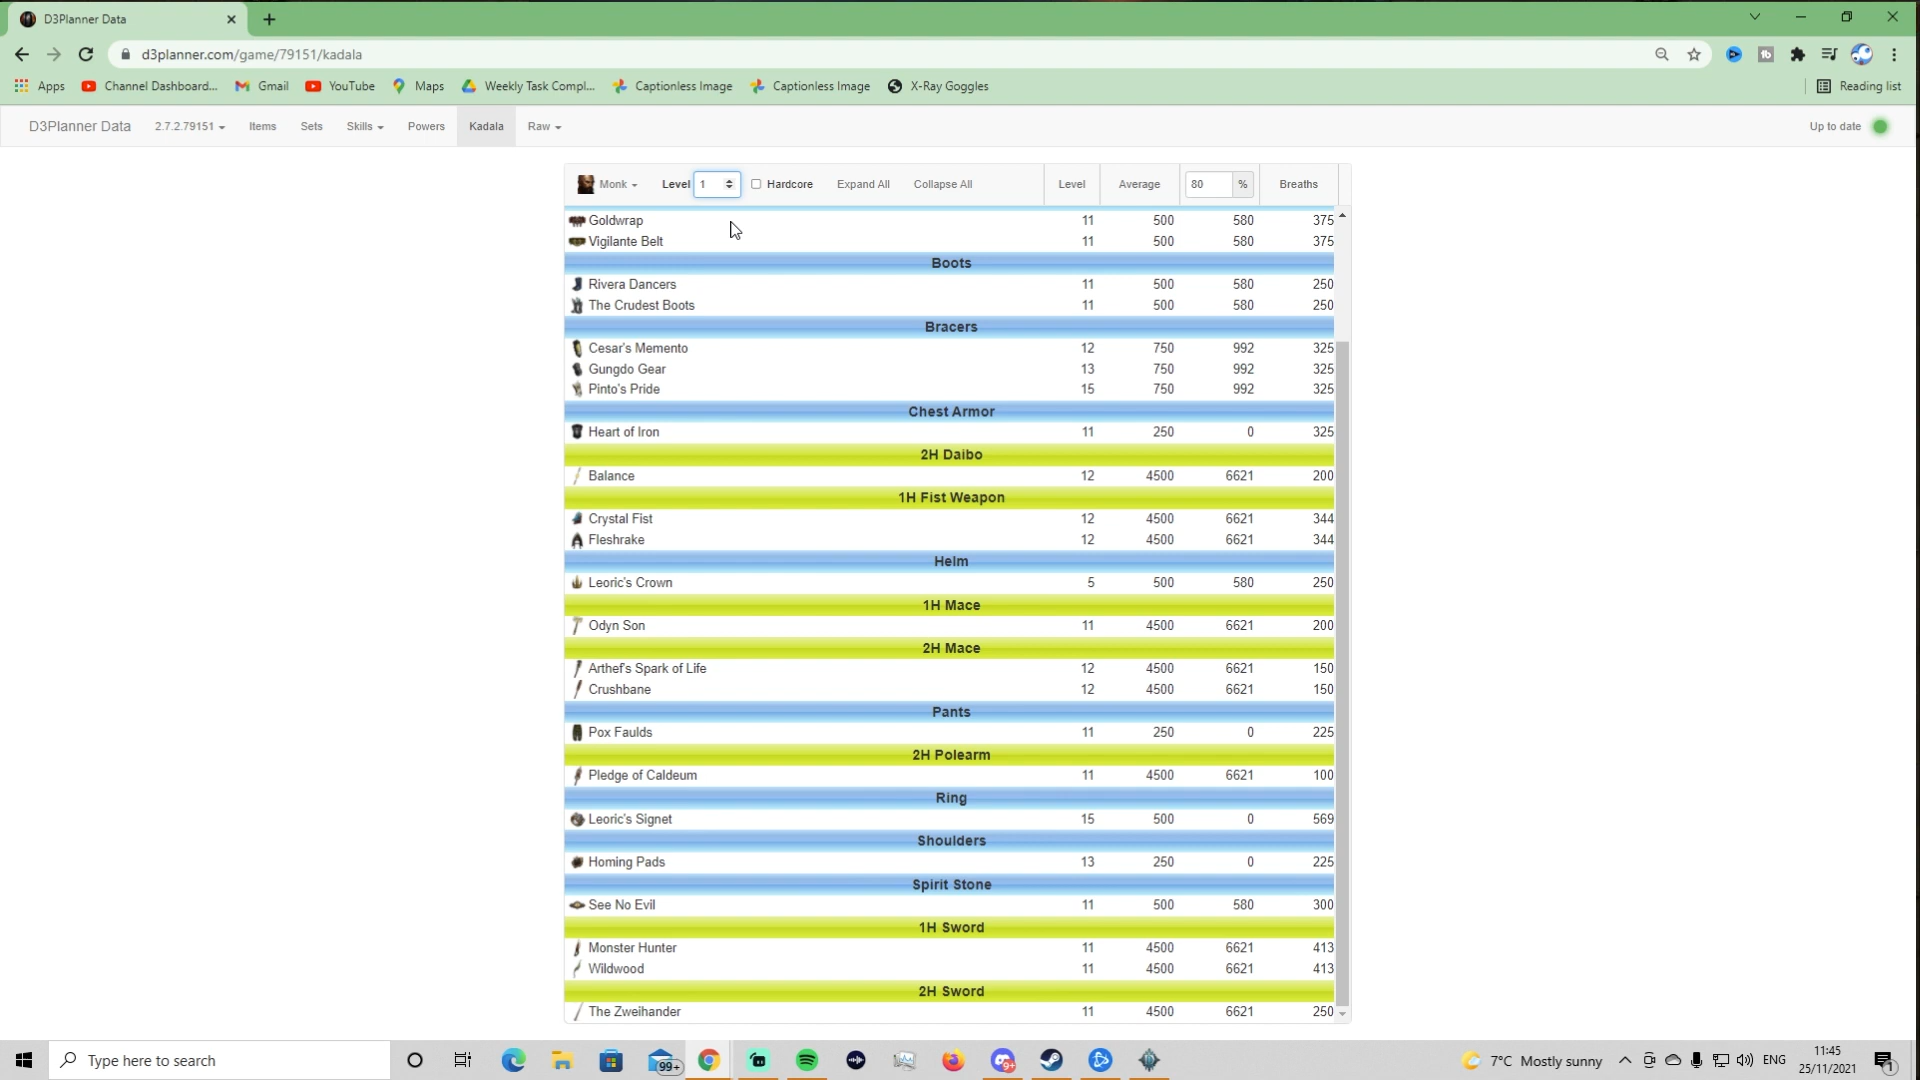 D3Planner Data
d3planner.com/game/79151/kadala
Apps Channel Dashboard... Gmail YouTube Maps Weekly Task Compl... Captionless Image Captionless Image X-Ray Goggles Reading list
D3Planner Data 2.7.2.79151 Items Sets Skills Powers Kadala Raw Up to date
Monk Level 1 Hardcore Expand All Collapse All Level Average 80 % Breaths
Goldwrap 11 500 580 375
Vigilante Belt 11 500 580 375
Boots
Rivera Dancers 11 500 580 250
The Crudest Boots 11 500 580 250
Bracers
Cesar's Memento 12 750 992 325
Gungdo Gear 13 750 992 325
Pinto's Pride 15 750 992 325
Chest Armor
Heart of Iron 11 250 0 325
2H Daibo
Balance 12 4500 6621 200
1H Fist Weapon
Crystal Fist 12 4500 6621 344
Fleshrake 12 4500 6621 344
Helm
Leoric's Crown 5 500 580 250
1H Mace
Odyn Son 11 4500 6621 200
2H Mace
Arthef's Spark of Life 12 4500 6621 150
Crushbane 12 4500 6621 150
Pants
Pox Faulds 11 250 0 225
2H Polearm
Pledge of Caldeum 11 4500 6621 100
Ring
Leoric's Signet 15 500 0 569
Shoulders
Homing Pads 13 250 0 225
Spirit Stone
See No Evil 11 500 580 300
1H Sword
Monster Hunter 11 4500 6621 413
Wildwood 11 4500 6621 413
2H Sword
The Zweihander 11 4500 6621 250
Type here to search 99+ 9+ 7°C Mostly sunny ENG 11:45
25/11/2021 1